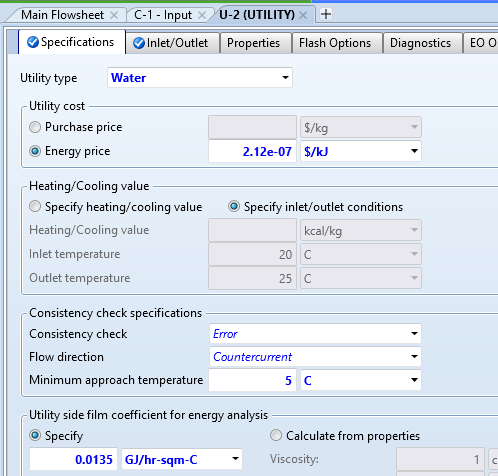 Main Flowsheet × C-1 - Input × U-2 (UTILITY) × +
Specifications Inlet/Outlet Properties Flash Options Diagnostics EO O
Utility type Water
Utility cost
Purchase price $/kg
Energy price 2.12e-07 $/kJ
Heating/Cooling value
Specify heating/cooling value Specify inlet/outlet conditions
Heating/Cooling value kcal/kg
Inlet temperature 20 C
Outlet temperature 25 C
Consistency check specifications
Consistency check Error
Flow direction Countercurrent
Minimum approach temperature 5 C
Utility side film coefficient for energy analysis
Specify Calculate from properties
0.0135 GJ/hr-sqm-C Viscosity: 1 c